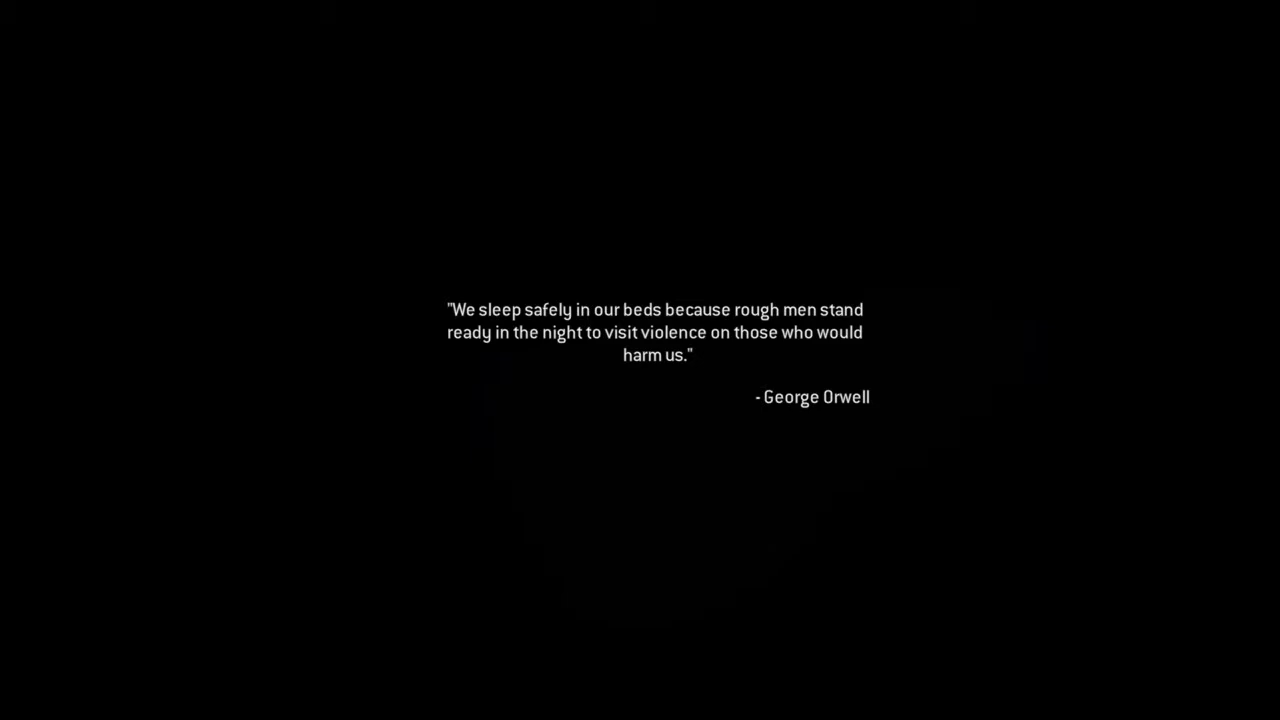 "We sleep safely in our beds because rough men stand
ready in the night to visit violence on those who would
harm us."
- George Orwell